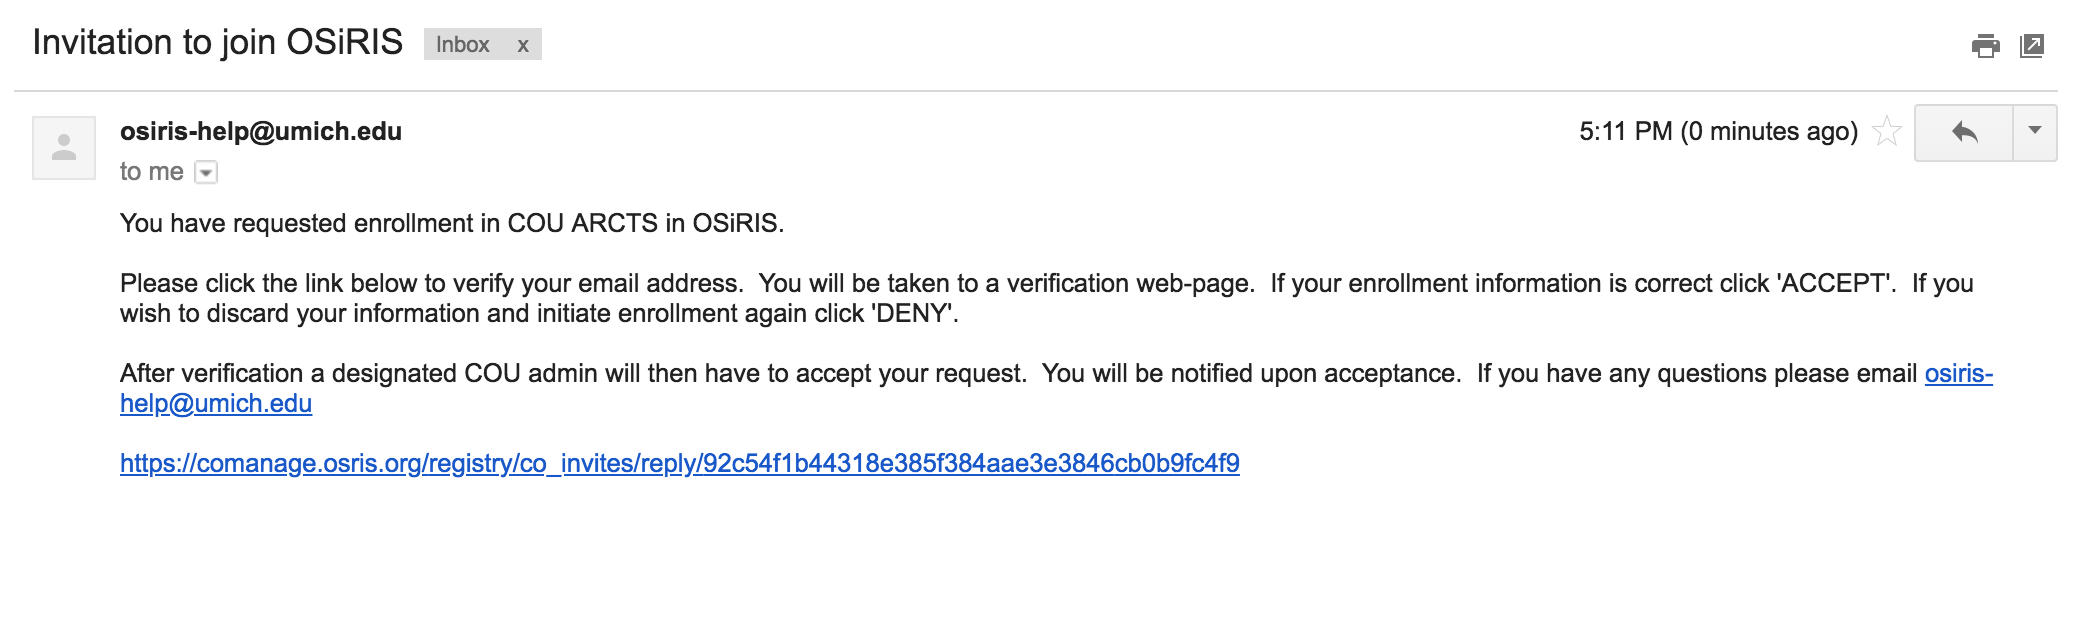 Invitation to join OSiRIS Inbox x
osiris-help@umich.edu 5:11 PM (0 minutes ago)
to me
You have requested enrollment in COU ARCTS in OSiRIS.
Please click the link below to verify your email address.  You will be taken to a verification web-page.  If your enrollment information is correct click 'ACCEPT'.  If you
wish to discard your information and initiate enrollment again click 'DENY'.
After verification a designated COU admin will then have to accept your request.  You will be notified upon acceptance.  If you have any questions please email osiris-
help@umich.edu
https://comanage.osris.org/registry/co_invites/reply/92c54f1b44318e385f384aae3e3846cb0b9fc4f9